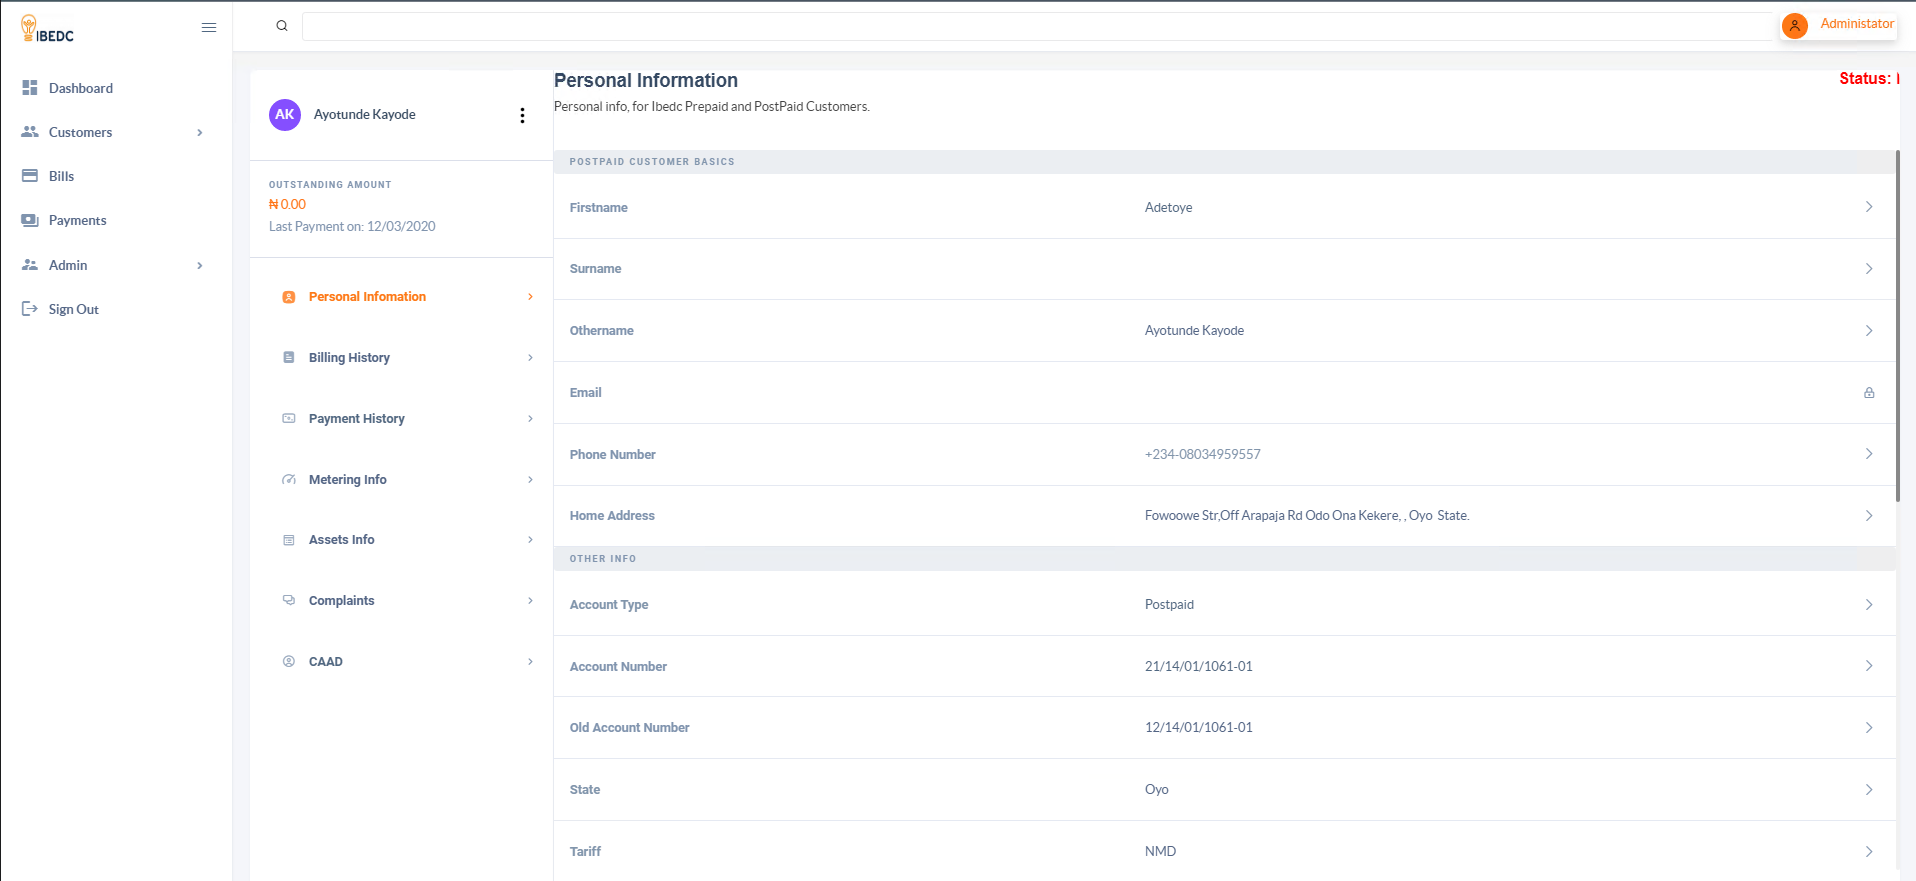 IBEDC
Administator
Dashboard
Customers
Bills
Payments
Admin
Sign Out
AK
Ayotunde Kayode
OUTSTANDING AMOUNT
₦ 0.00
Last Payment on: 12/03/2020
Personal Infomation
Billing History
Payment History
Metering Info
Assets Info
Complaints
CAAD
Personal Information
Status:
Personal info, for Ibedc Prepaid and PostPaid Customers.
POSTPAID CUSTOMER BASICS
Firstname Adetoye
Surname
Othername Ayotunde Kayode
Email
Phone Number +234-08034959557
Home Address Fowoowe Str,Off Arapaja Rd Odo Ona Kekere, , Oyo State.
OTHER INFO
Account Type Postpaid
Account Number 21/14/01/1061-01
Old Account Number 12/14/01/1061-01
State Oyo
Tariff NMD